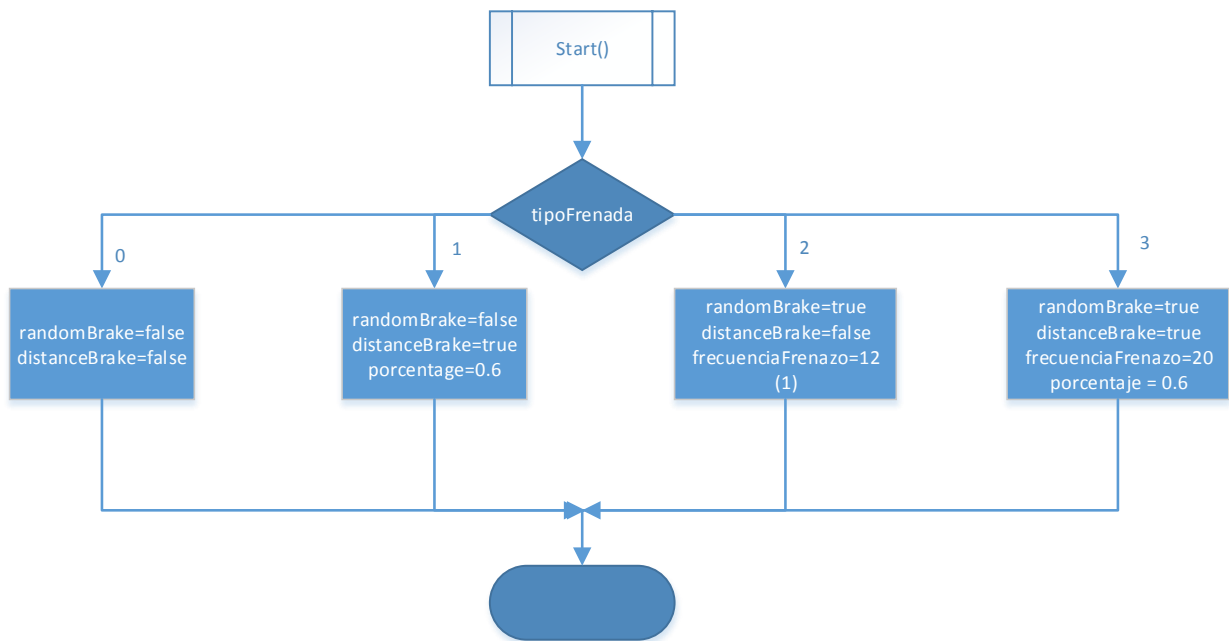 Start()
tipoFrenada
0
1
2
3
randomBrake=false
distanceBrake=false
randomBrake=false
distanceBrake=true
porcentage=0.6
randomBrake=true
distanceBrake=false
frecuenciaFrenazo=12
(1)
randomBrake=true
distanceBrake=true
frecuenciaFrenazo=20
porcentaje = 0.6